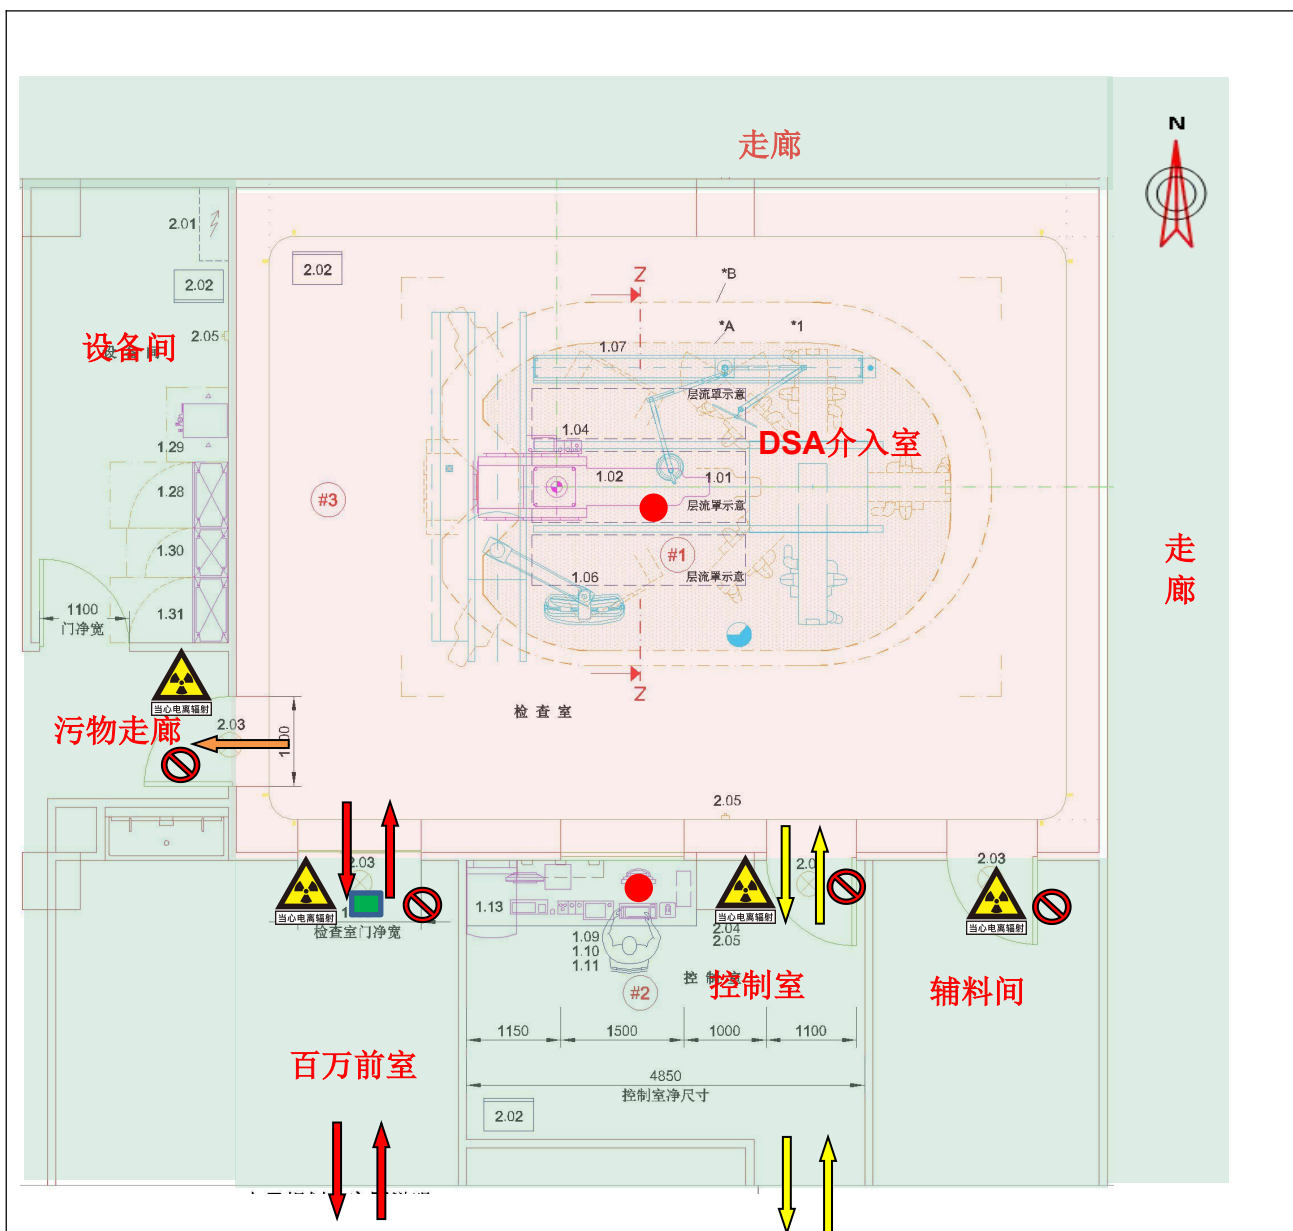 走廊
N
2.01
2.02
2.02
Z
*B
设备间
2.05
*A
*1
1.07
层流罩示意
1.04
DSA介入室
1.29
1.02
1.01
1.28
#3
层流罩示意
走廊
#1
1.30
1.06
层流罩示意
1.31
1100
门净宽
Z
当心电离辐射
检查室
污物走廊
2.03
2.05
2.03
2.03
当心电离辐射
当心电离辐射
当心电离辐射
1.13
检查室门净宽
2.04
2.05
1.09
1.10
1.11
控制室
辅料间
#2
1150
1500
1000
1100
百万前室
4850
控制室净尺寸
2.02